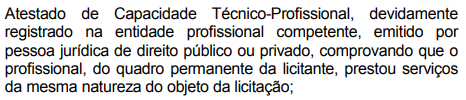 Atestado de Capacidade Técnico-Profissional, devidamente
registrado na entidade profissional competente, emitido por
pessoa jurídica de direito público ou privado, comprovando que o
profissional, do quadro permanente da licitante, prestou serviços
da mesma natureza do objeto da licitação;